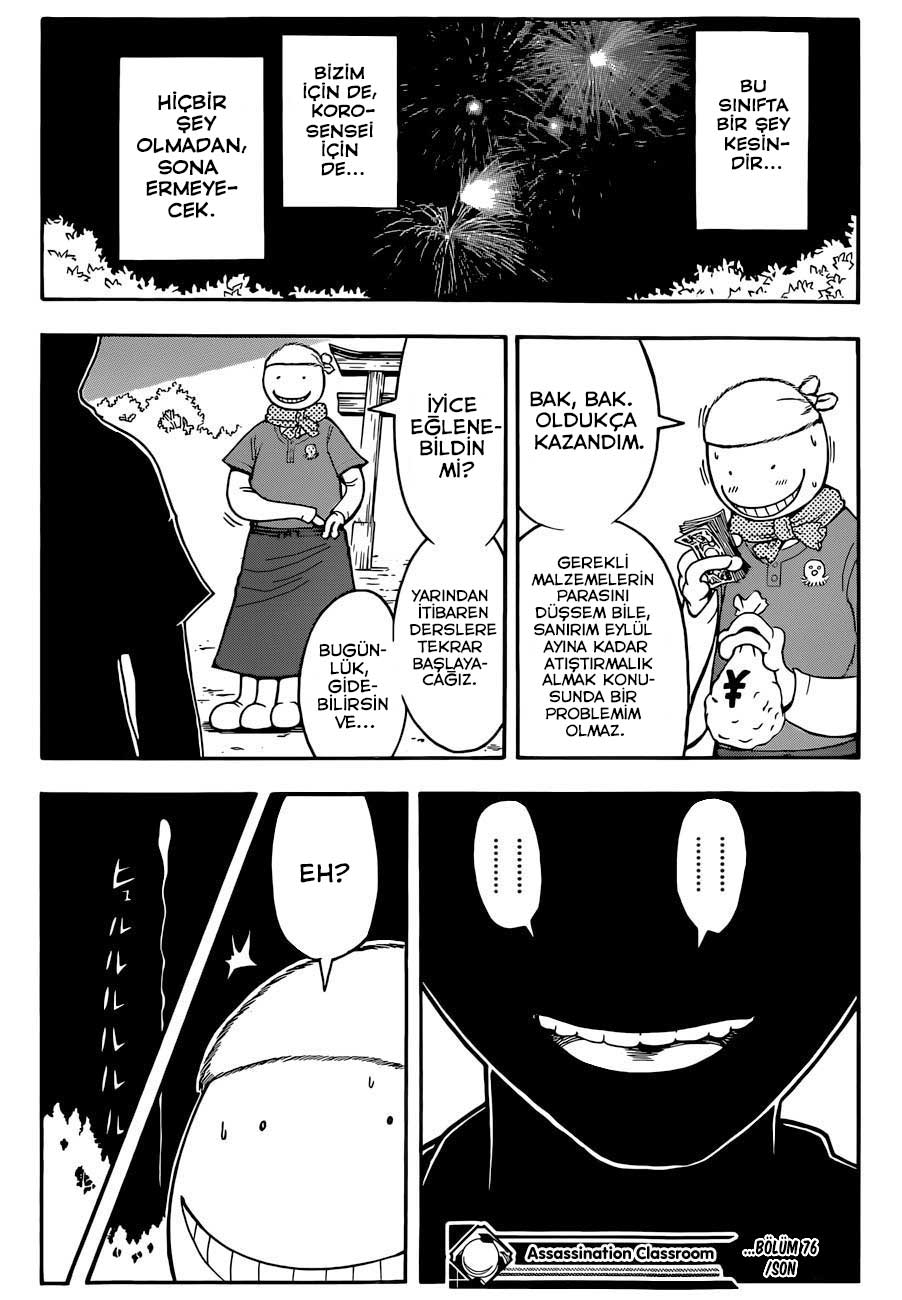 BU
SINIFTA
BİR ŞEY
KESİN-
DİR...
BİZİM
İÇİN DE,
KORO-
SENSEİ
İÇİN
DE...
HİÇBİR
ŞEY
OLMADAN,
SONA
ERMEYE-
CEK.
BAK, BAK.
OLDUKÇA
KAZANDIM.
GEREKLİ
MALZEMELERİN
PARASINI
DÜŞSEM BİLE,
SANIRIM EYLÜL
AYINA KADAR
ATIŞTIRMALIK
ALMAK KONU-
SUNDA BİR
PROBLEMİM
OLMAZ.
¥
İYİCE
EĞLENE-
BİLDİN
Mİ?
YARINDAN
İTİBAREN
DERSLERE
TEKRAR
BAŞLAYA-
CAĞIZ.
BUGÜN-
LÜK,
GİDE-
BİLİRSİN
VE...
.........
.........
.........
.........
EH?
ヒュルルルルルル
Assassination Classroom
...BÖLÜM 76
/SON